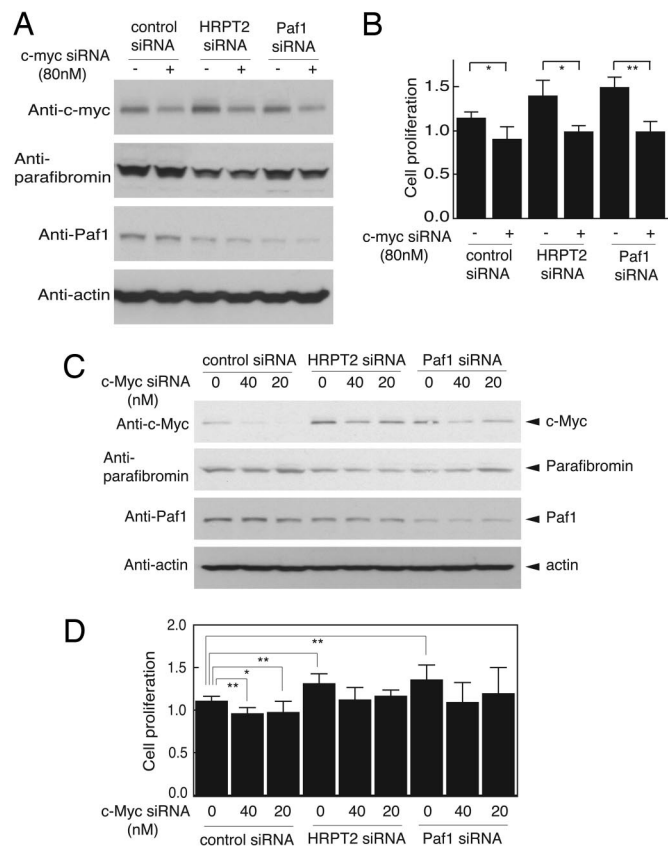 A
control siRNA HRPT2 siRNA Paf1 siRNA
c-myc siRNA (80nM) - + - + - +
Anti-c-myc
Anti-parafibromin
Anti-Paf1
Anti-actin
B
* * **
Cell proliferation
1.5
1.0
0.0
c-myc siRNA (80nM) - + - + - +
control siRNA HRPT2 siRNA Paf1 siRNA
C
control siRNA HRPT2 siRNA Paf1 siRNA
c-Myc siRNA (nM) 0 40 20 0 40 20 0 40 20
Anti-c-Myc c-Myc
Anti-parafibromin Parafibromin
Anti-Paf1 Paf1
Anti-actin actin
D
Cell proliferation
2.0
1.5
1.0
0.0
**
**
*
**
c-Myc siRNA (nM) 0 40 20 0 40 20 0 40 20
control siRNA HRPT2 siRNA Paf1 siRNA